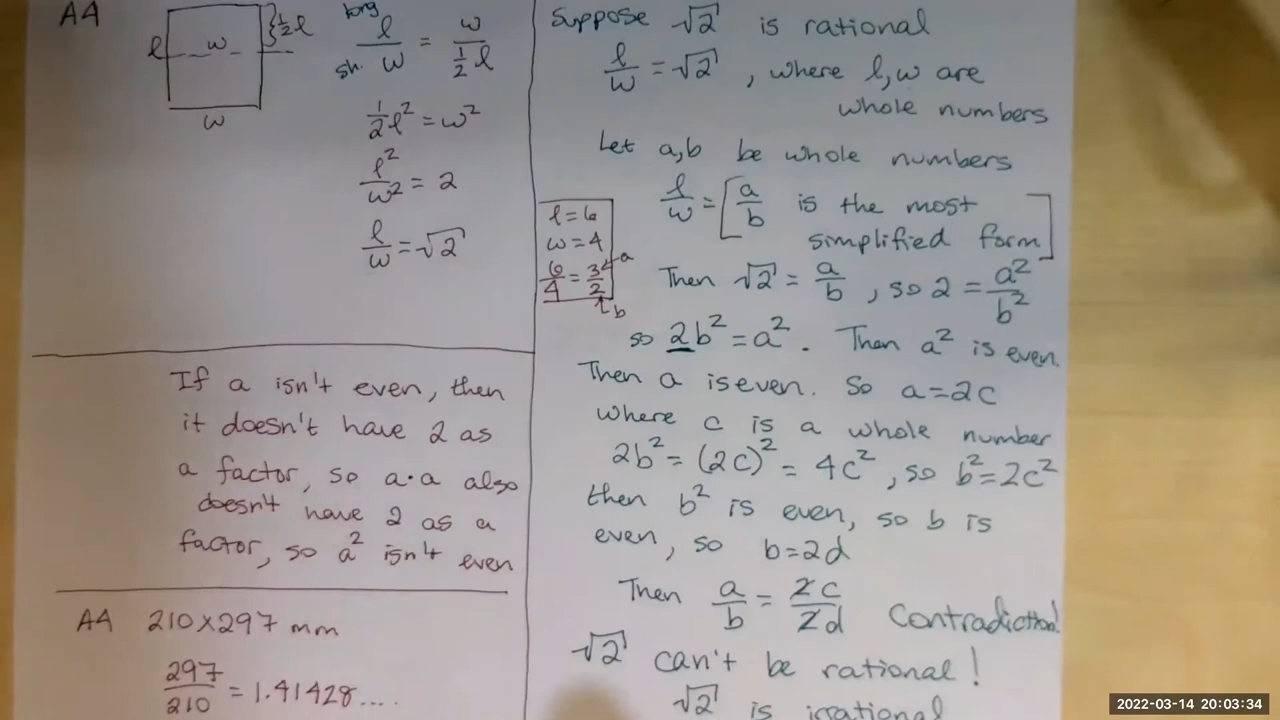 A4
l
w
½l
w
long
sh.
l/w = w/(½l)
½l² = w²
l²/w² = 2
l/w = √2
If a isn't even, then
it doesn't have 2 as
a factor, so a·a also
doesn't have 2 as a
factor, so a² isn't even
A4 210×297 mm
297/210 = 1.41428....
Suppose √2 is rational
l/w = √2, where l,w are
whole numbers
Let a,b be whole numbers
l/w = [a/b is the most
simplified form]
l=6
w=4
6/4 = 3/2
a
b
Then √2 = a/b, so 2 = a²/b²
so 2b² = a². Then a² is even.
Then a is even. So a=2c
where c is a whole number
2b² = (2c)² = 4c², so b²=2c²
then b² is even, so b is
even, so b=2d
Then a/b = 2c/2d Contradiction!
√2 can't be rational!
√2 is irrational
2022-03-14 20:03:34